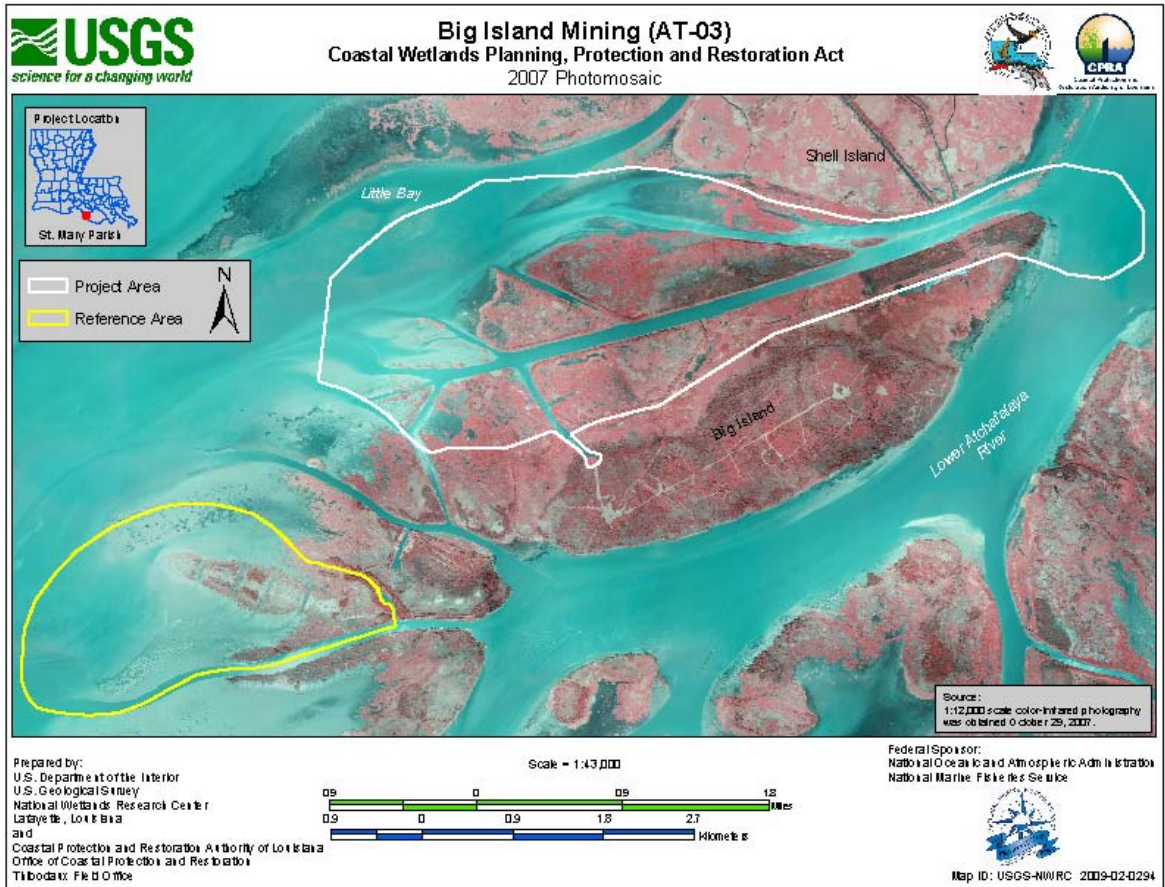 USGS
science for a changing world
Big Island Mining (AT-03)
Coastal Wetlands Planning, Protection and Restoration Act
2007 Photomosaic
CPRA
Project Location
St. Mary Parish
Project Area
Reference Area
N
Little Bay
Shell Island
Big Island
Lower Atchafalaya
River
Source:
1:12,000 scale color-infrared photography
was obtained October 29, 2007.
Prepared by:
U.S. Department of the Interior
U.S. Geological Survey
National Wetlands Research Center
Lafayette, Louisiana
and
Coastal Protection and Restoration Authority of Louisiana
Office of Coastal Protection and Restoration
Thibodaux Field Office
Scale = 1:43,000
0.9 0 0.9 1.8
Miles
0.9 0 0.9 1.8 2.7
Kilometers
Federal Sponsor:
National Oceanic and Atmospheric Administration
National Marine Fisheries Service
Map ID: USGS-NWRC 2009-02-0294